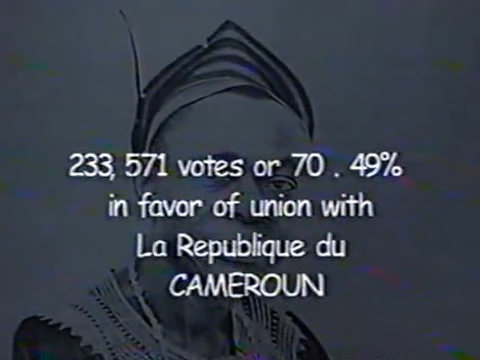 233, 571 votes or 70 . 49%
in favor of union with
La Republique du
CAMEROUN